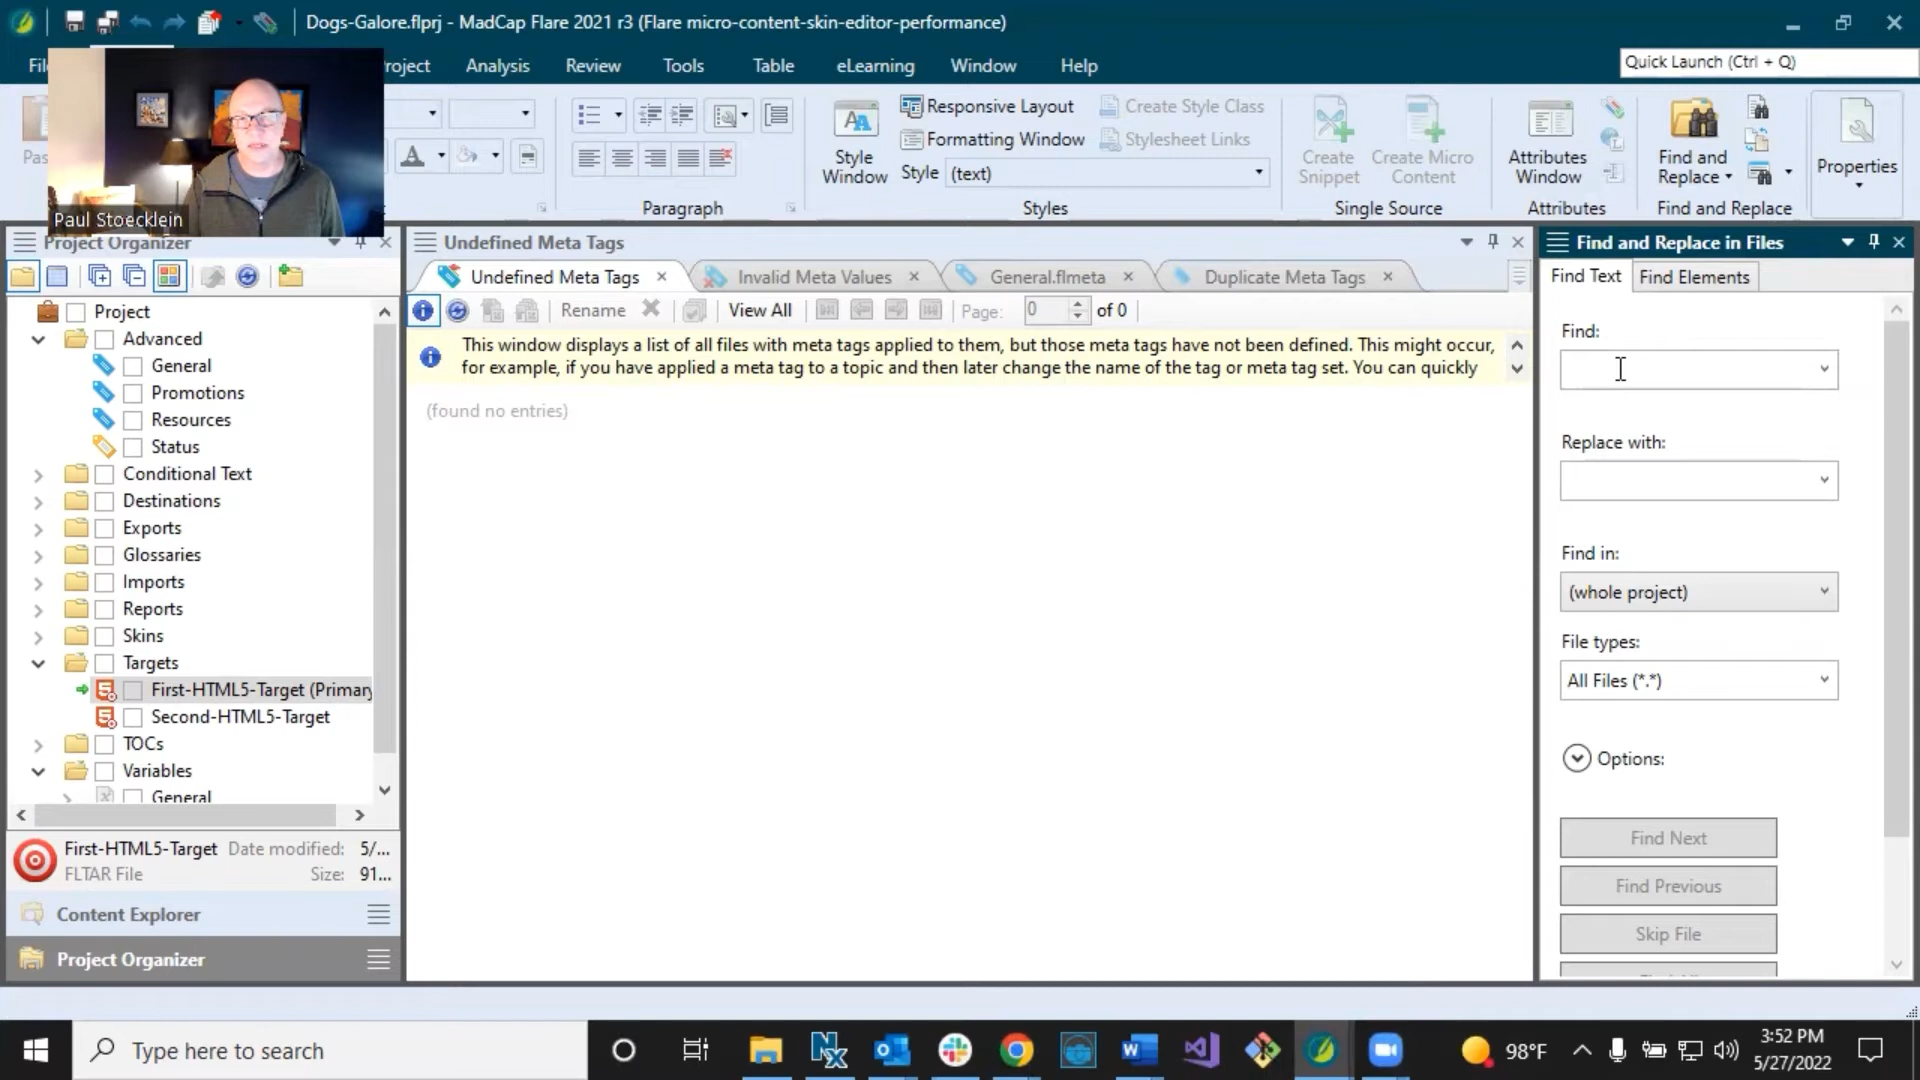 Dogs-Galore.flprj - MadCap Flare 2021 r3 (Flare micro-content-skin-editor-performance)
Fil
roject
Analysis
Review
Tools
Table
eLearning
Window
Help
Quick Launch (Ctrl + Q)
Pas
Paul Stoecklein
Paragraph
Style
Window
Responsive Layout
Formatting Window
Style
(text)
Create Style Class
Stylesheet Links
Styles
Create
Snippet
Create Micro
Content
Single Source
Attributes
Window
Attributes
Find and
Replace
Find and Replace
Properties
Project Organizer
Project
Advanced
General
Promotions
Resources
Status
Conditional Text
Destinations
Exports
Glossaries
Imports
Reports
Skins
Targets
First-HTML5-Target (Primary
Second-HTML5-Target
TOCs
Variables
General
First-HTML5-Target Date modified: 5/...
FLTAR File Size: 91...
Content Explorer
Project Organizer
Undefined Meta Tags
Undefined Meta Tags
Invalid Meta Values
General.flmeta
Duplicate Meta Tags
Rename
View All
Page:
0
of 0
This window displays a list of all files with meta tags applied to them, but those meta tags have not been defined. This might occur,
for example, if you have applied a meta tag to a topic and then later change the name of the tag or meta tag set. You can quickly
(found no entries)
Find and Replace in Files
Find Text
Find Elements
Find:
Replace with:
Find in:
(whole project)
File types:
All Files (*.*)
Options:
Find Next
Find Previous
Skip File
Type here to search
98°F
3:52 PM
5/27/2022